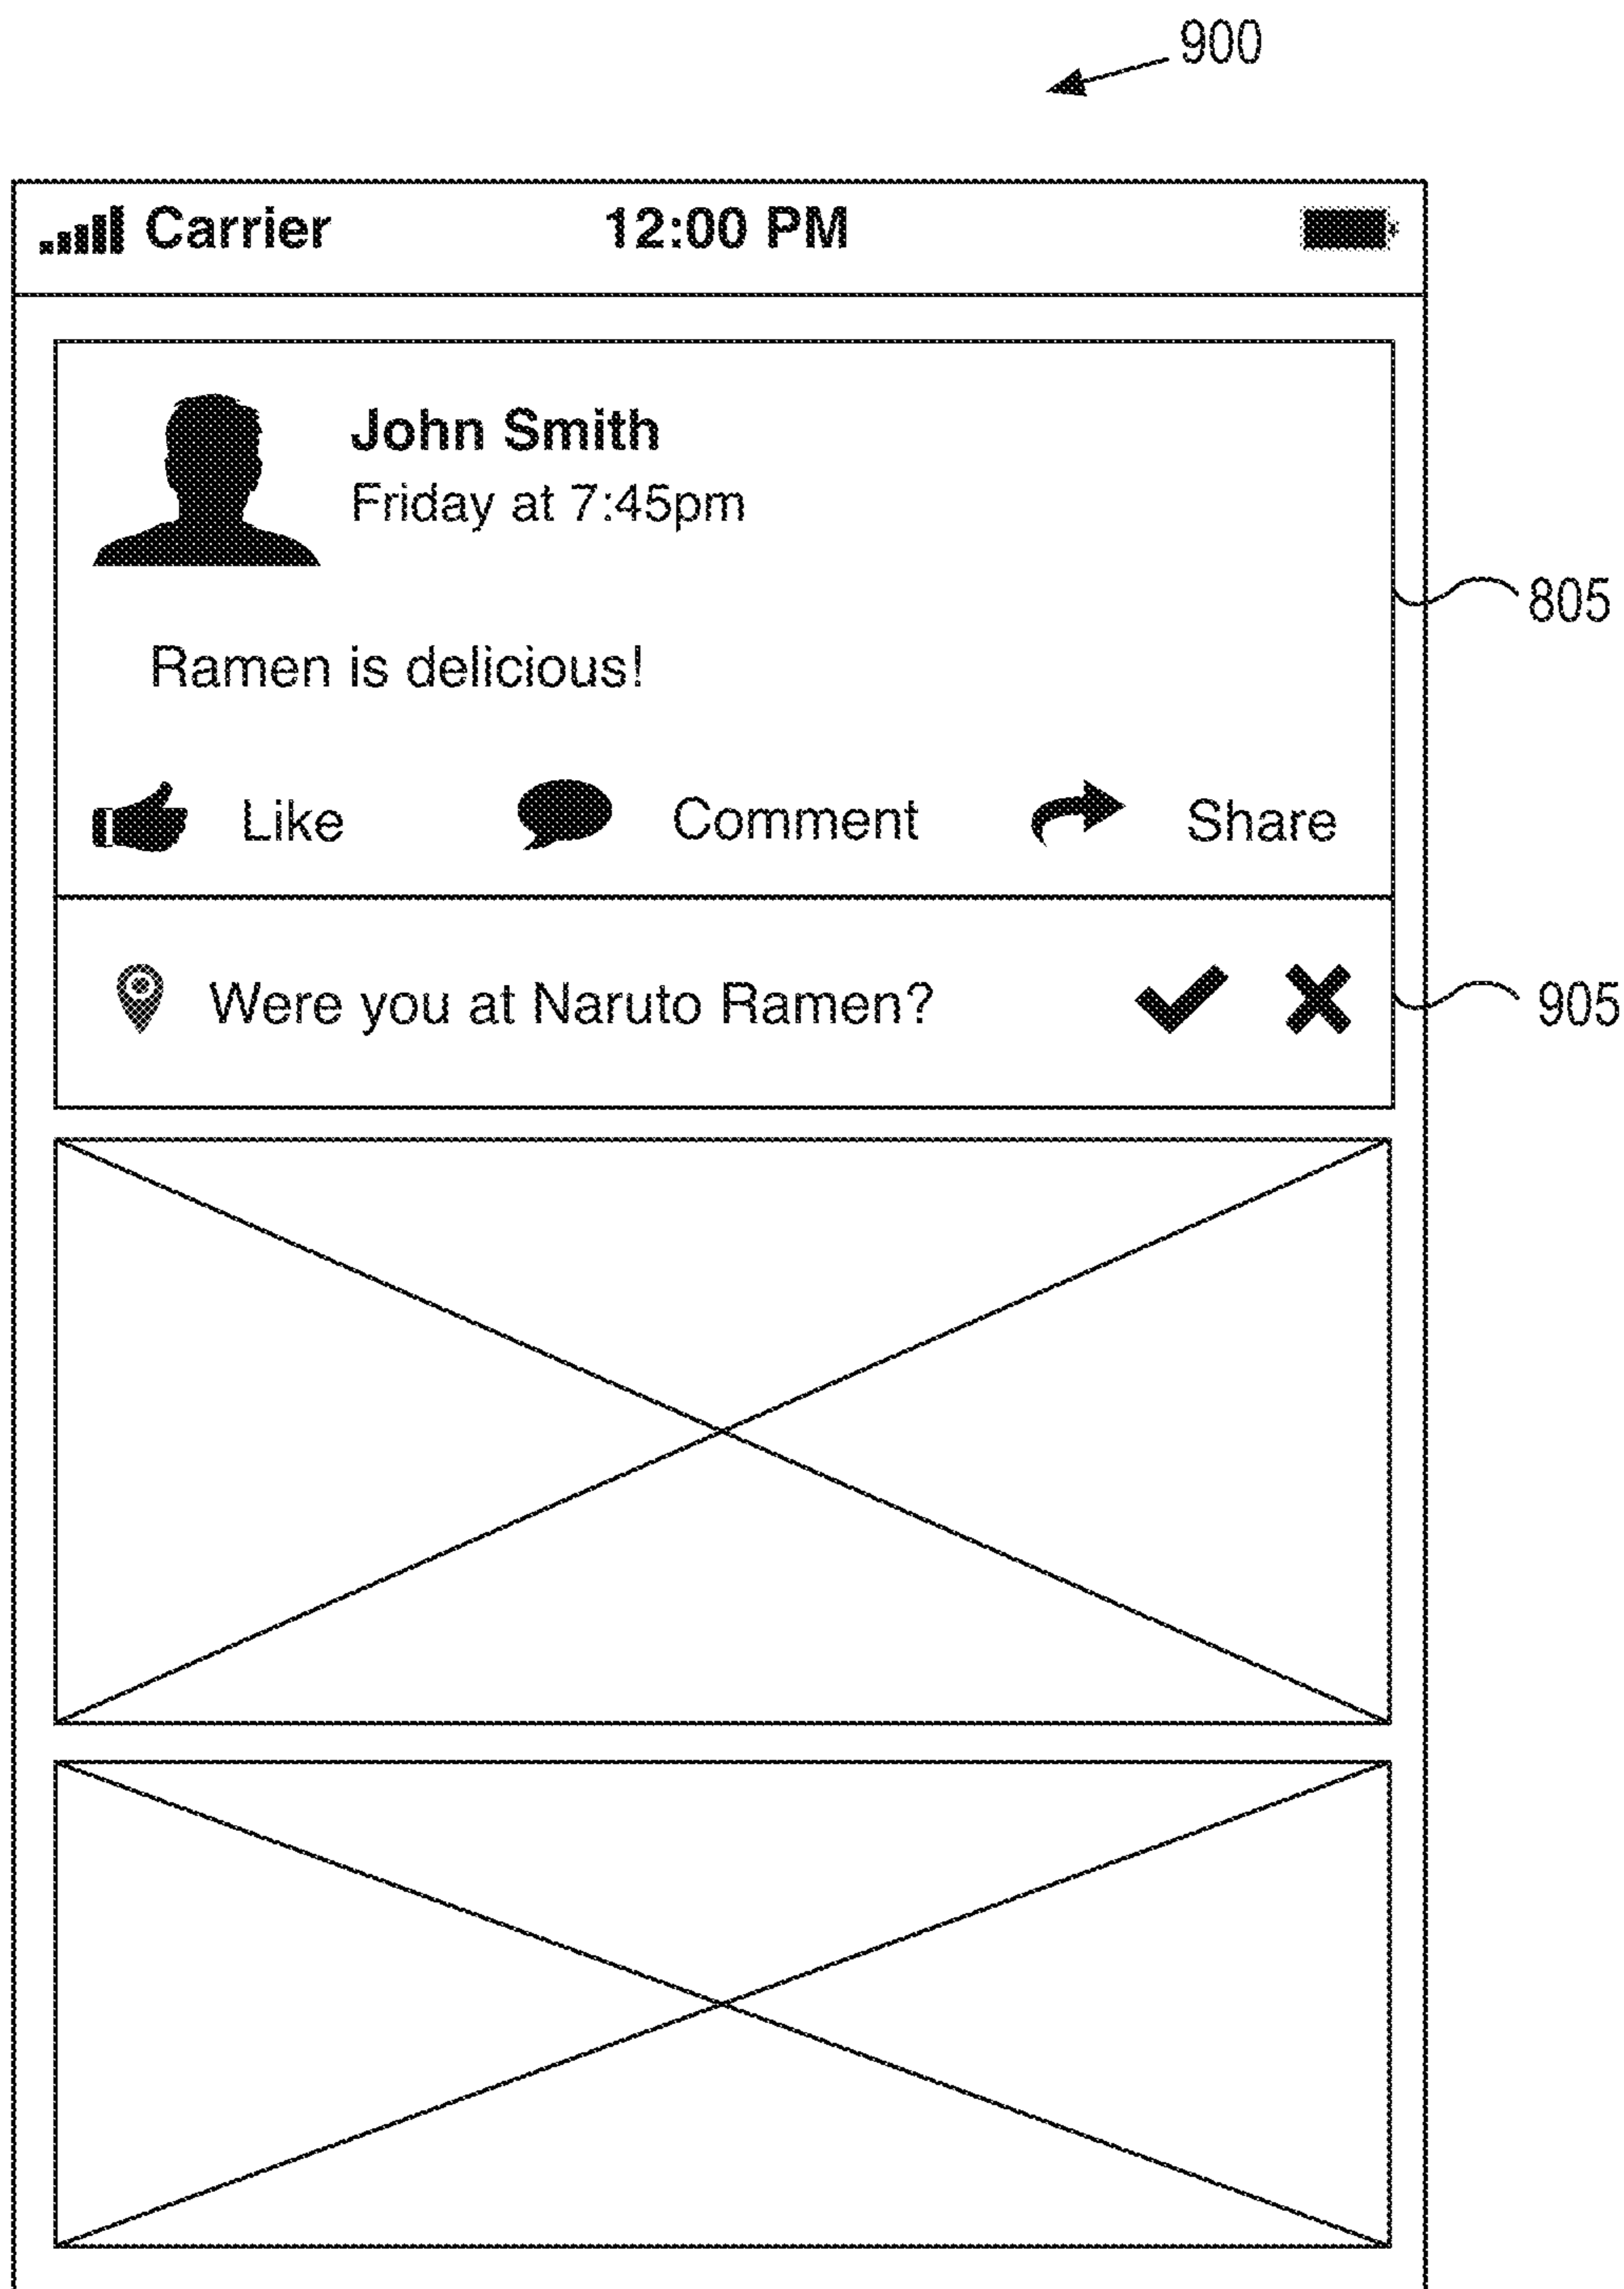 900
Carrier 12:00 PM
John Smith
Friday at 7:45pm
805
Ramen is delicious!
Like Comment Share
Were you at Naruto Ramen?
905